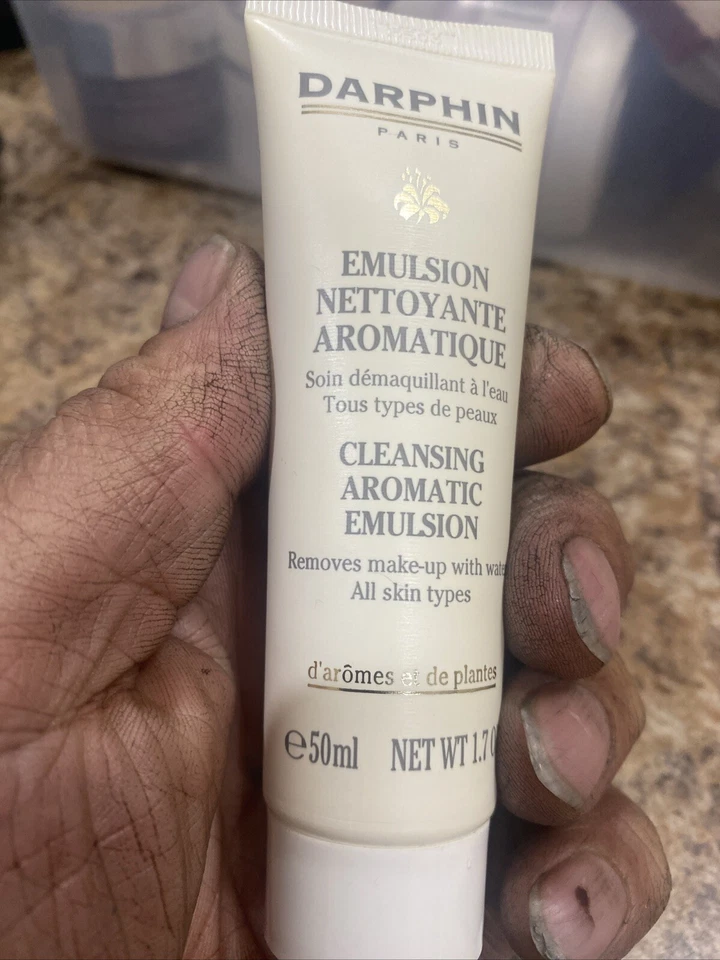 DARPHIN
PARIS
EMULSION
NETTOYANTE
AROMATIQUE
Soin démaquillant à l'eau
Tous types de peaux
CLEANSING
AROMATIC
EMULSION
Removes make-up with wate
All skin types
d'arômes et de plantes
℮50ml NET WT 1.7